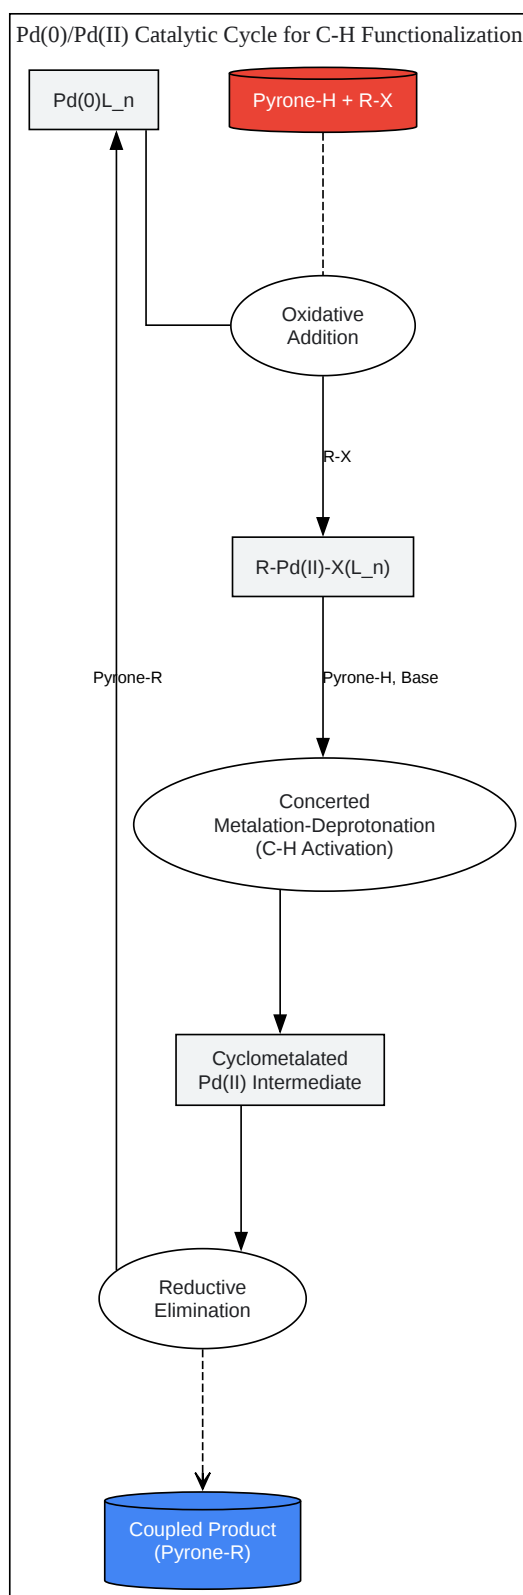 Pd(0)/Pd(II) Catalytic Cycle for C-H Functionalization
Pd(0)L_n
Pyrone-H + R-X
Oxidative
Addition
R-X
R-Pd(II)-X(L_n)
Pyrone-R
Pyrone-H, Base
Concerted
Metalation-Deprotonation
(C-H Activation)
Cyclometalated
Pd(II) Intermediate
Reductive
Elimination
Coupled Product
(Pyrone-R)